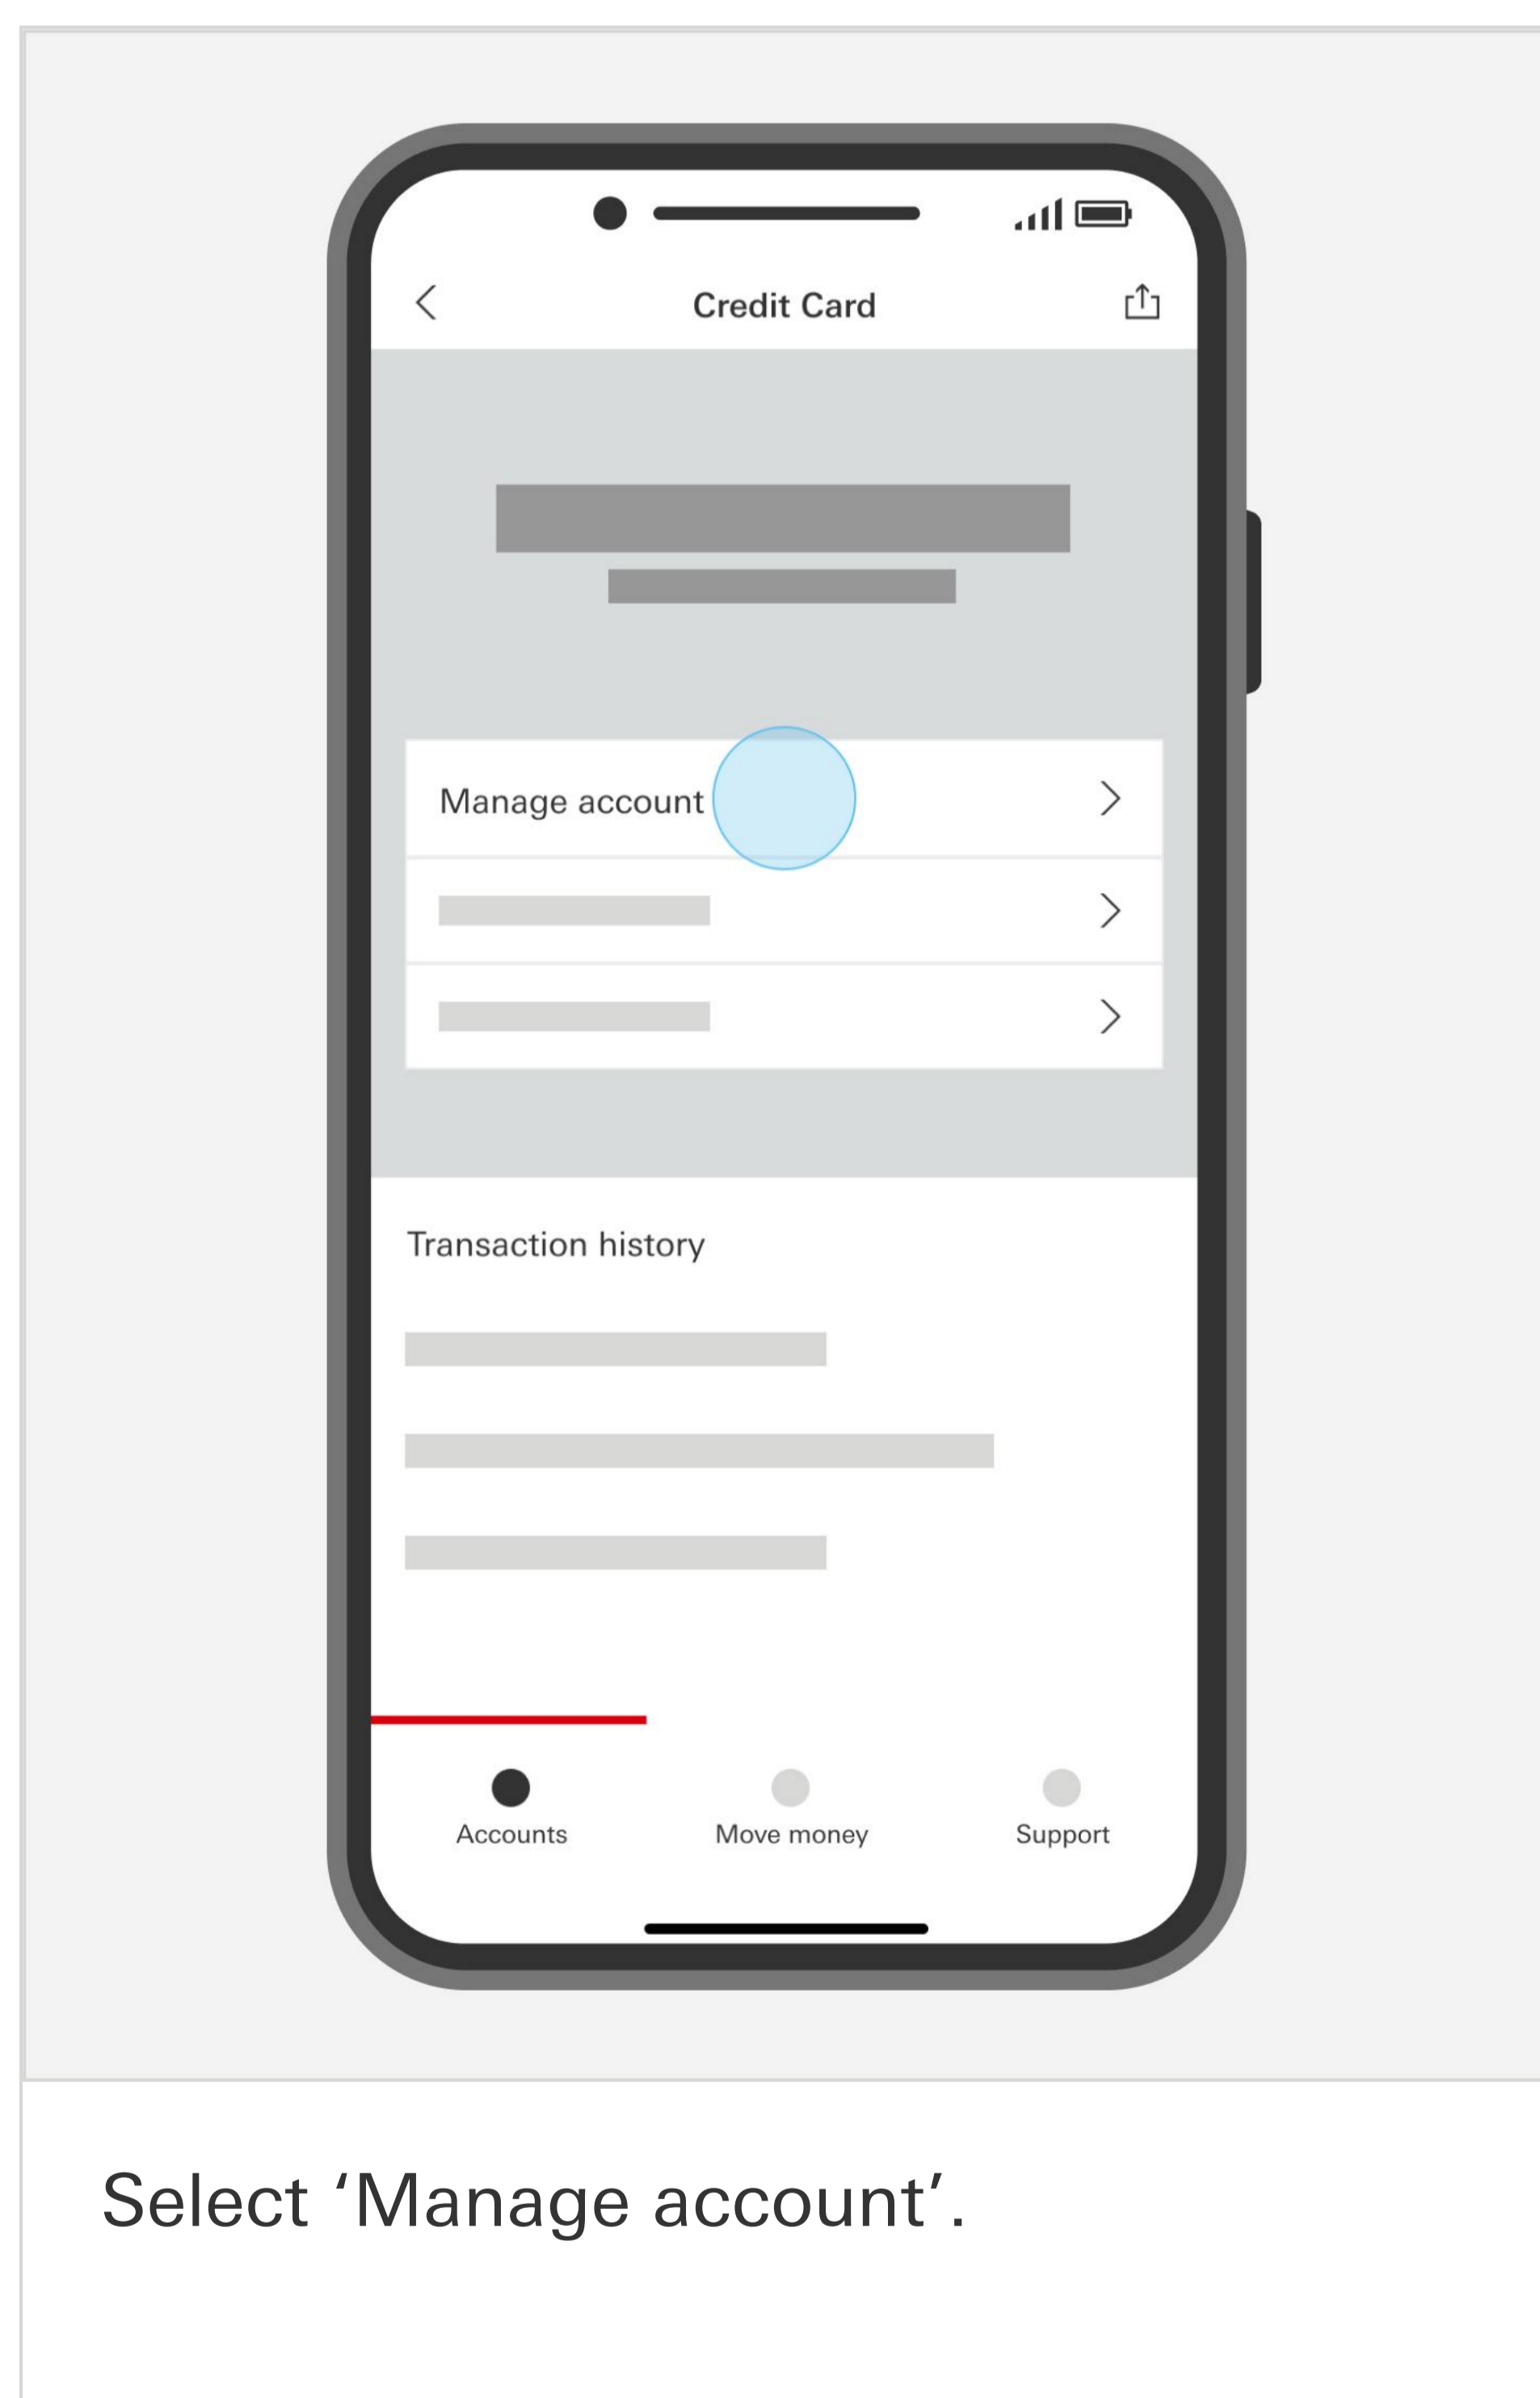 Credit Card
Manage account
Transaction history
Accounts
Move money
Support
Select ‘Manage account’.